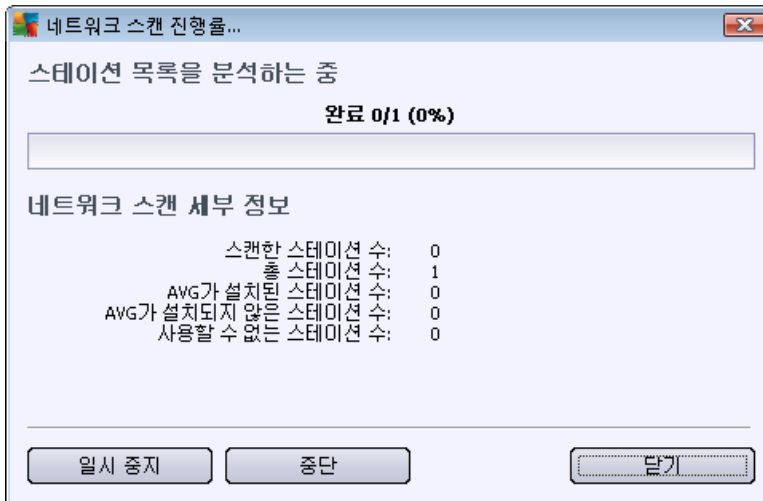 네트워크 스캔 진행률...
스테이션 목록을 분석하는 중
완료 0/1 (0%)
네트워크 스캔 세부 정보
스캔한 스테이션 수: 0
총 스테이션 수: 1
AVG가 설치된 스테이션 수: 0
AVG가 설치되지 않은 스테이션 수: 0
사용할 수 없는 스테이션 수: 0
일시 중지 중단 닫기